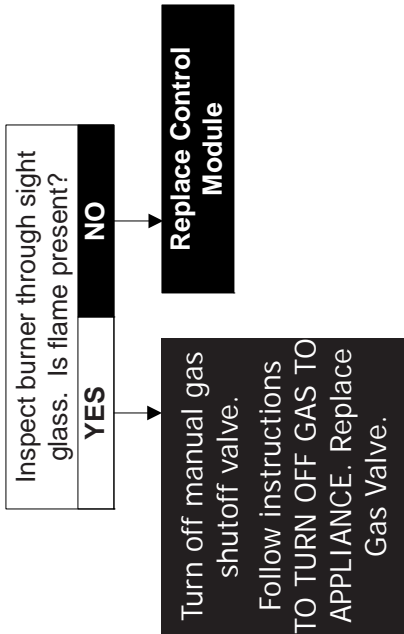 Inspect burner through sight
glass. Is flame present?
YES
NO
Turn off manual gas
shutoff valve.
Follow instructions
TO TURN OFF GAS TO
APPLIANCE. Replace
Gas Valve.
Replace Control
Module